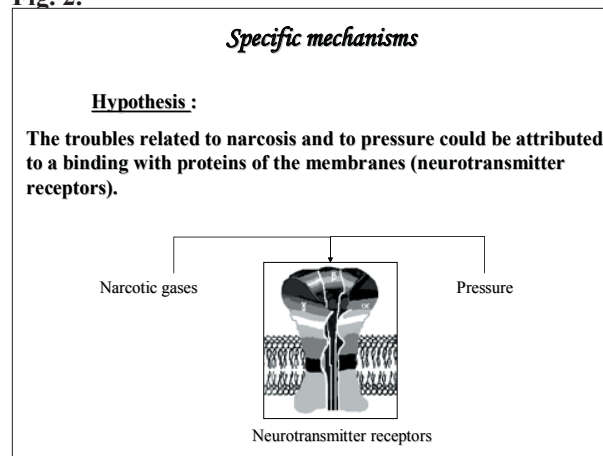 Fig. 2.
Specific mechanisms
Hypothesis :
The troubles related to narcosis and to pressure could be attributed
to a binding with proteins of the membranes (neurotransmitter
receptors).
Narcotic gases
Pressure
Neurotransmitter receptors